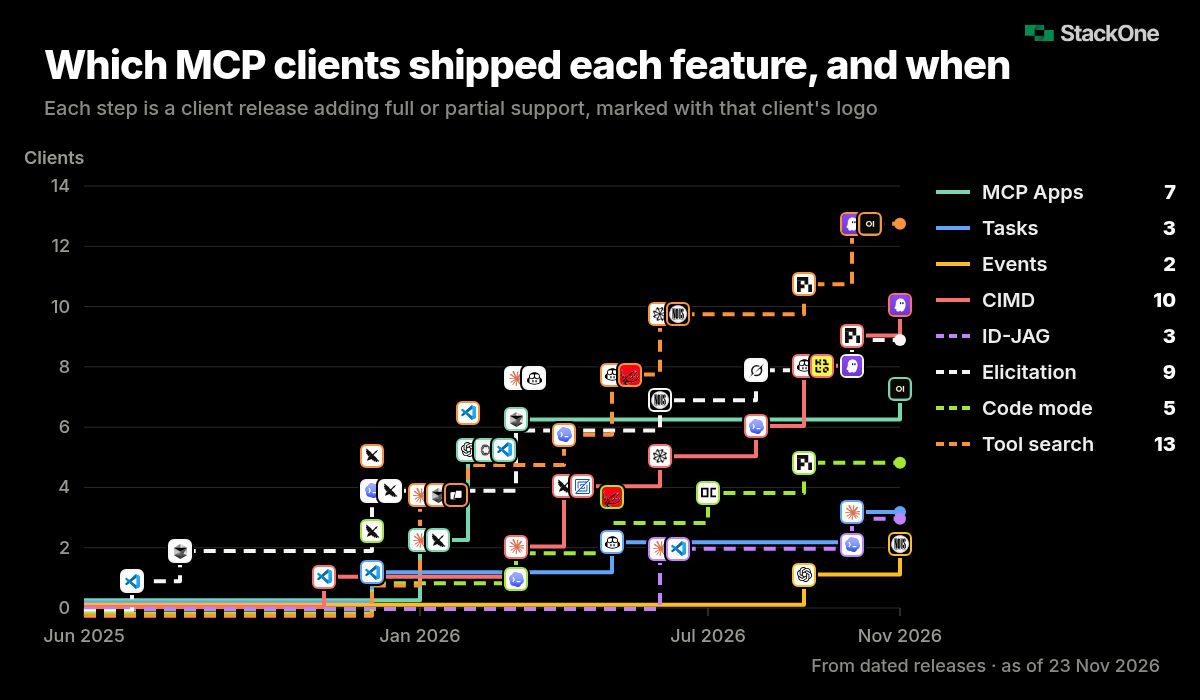 StackOne
Which MCP clients shipped each feature, and when
Each step is a client release adding full or partial support, marked with that client's logo
Clients
14
12
10
8
6
4
2
0
Jun 2025
Jan 2026
Jul 2026
Nov 2026
MCP Apps 7
Tasks 3
Events 2
CIMD 10
ID-JAG 3
Elicitation 9
Code mode 5
Tool search 13
From dated releases · as of 23 Nov 2026